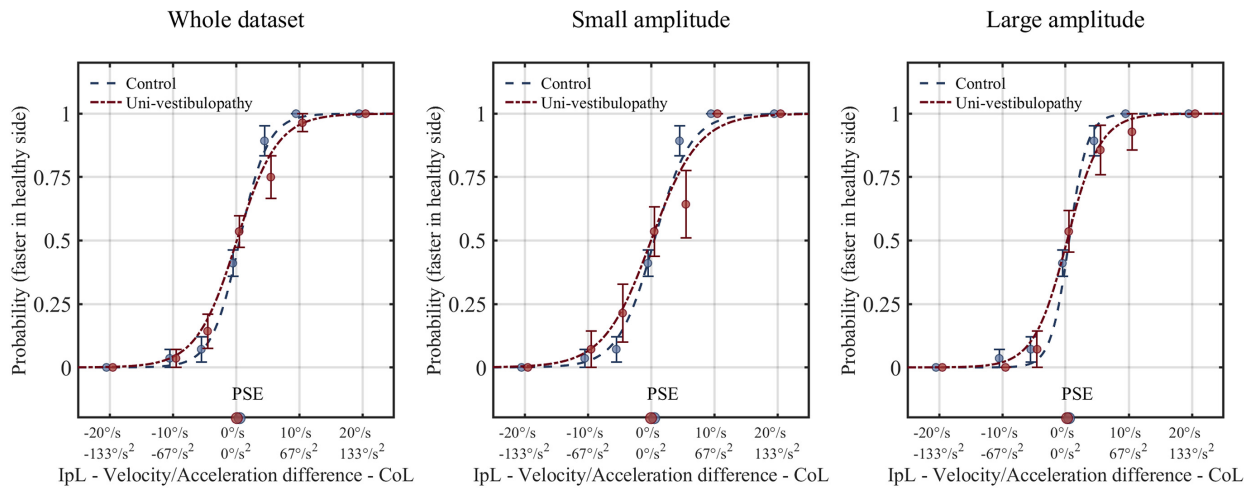 Whole dataset
Control
Uni-vestibulopathy
Probability (faster in healthy side)
1
0.75
0.5
0.25
0
PSE
-20°/s -10°/s 0°/s 10°/s 20°/s
-133°/s² -67°/s² 0°/s² 67°/s² 133°/s²
IpL - Velocity/Acceleration difference - CoL
Small amplitude
Control
Uni-vestibulopathy
Probability (faster in healthy side)
1
0.75
0.5
0.25
0
PSE
-20°/s -10°/s 0°/s 10°/s 20°/s
-133°/s² -67°/s² 0°/s² 67°/s² 133°/s²
IpL - Velocity/Acceleration difference - CoL
Large amplitude
Control
Uni-vestibulopathy
Probability (faster in healthy side)
1
0.75
0.5
0.25
0
PSE
-20°/s -10°/s 0°/s 10°/s 20°/s
-133°/s² -67°/s² 0°/s² 67°/s² 133°/s²
IpL - Velocity/Acceleration difference - CoL